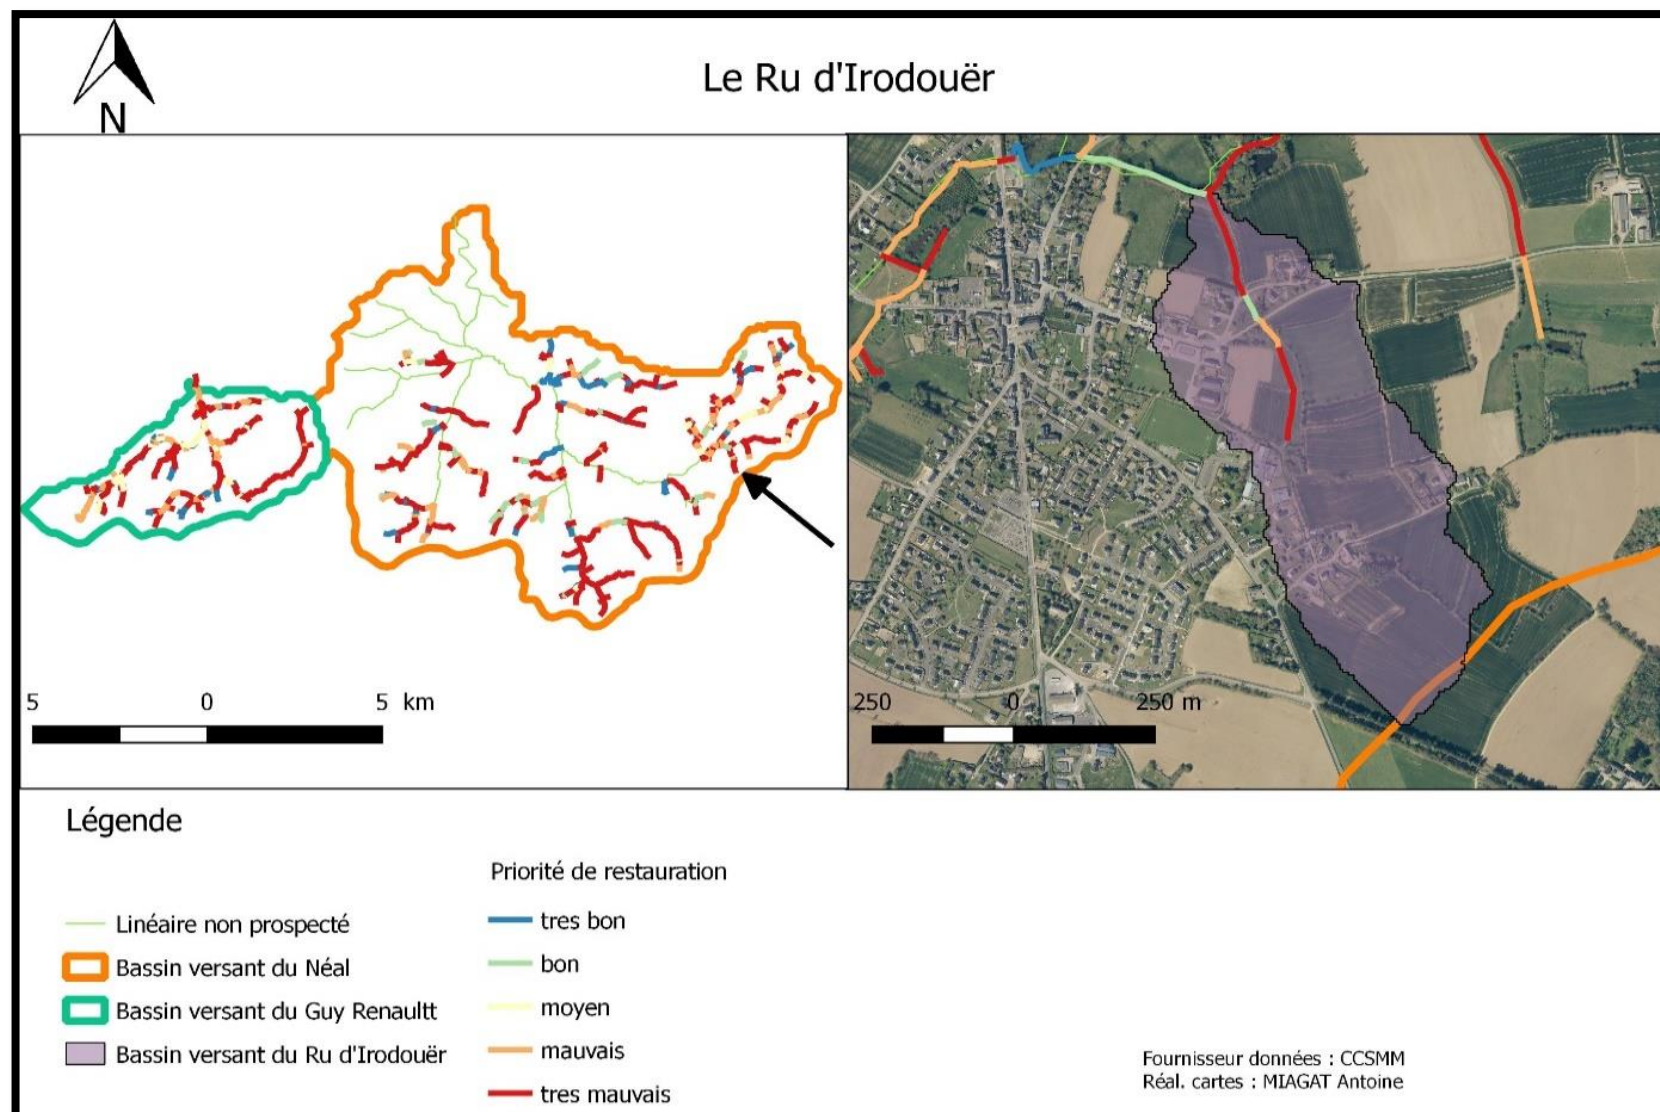 N
Le Ru d'Irodouër
5 0 5 km
250 0 250 m
Légende
Priorité de restauration
Linéaire non prospecté
Bassin versant du Néal
Bassin versant du Guy Renaultt
Bassin versant du Ru d'Irodouër
tres bon
bon
moyen
mauvais
tres mauvais
Fournisseur données : CCSMM
Réal. cartes : MIAGAT Antoine